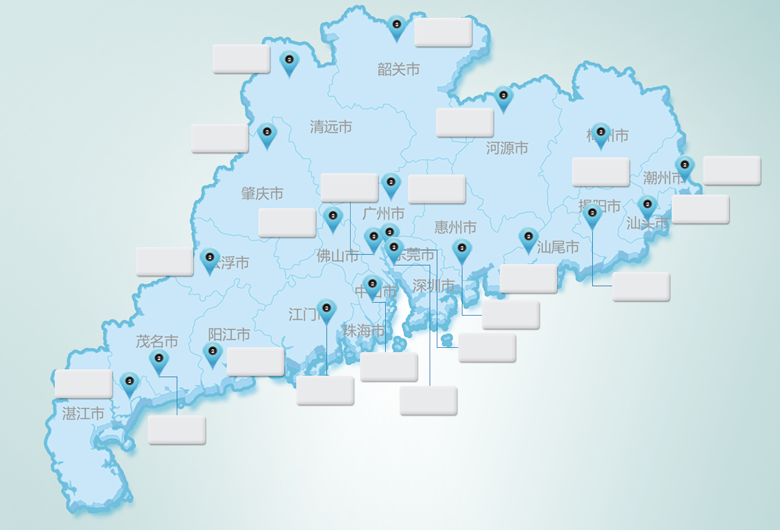 韶关市
清远市
河源市
梅州市
潮州市
肇庆市
揭阳市
广州市
汕头市
惠州市
汕尾市
佛山市
东莞市
云浮市
深圳市
中山市
江门市
珠海市
阳江市
茂名市
湛江市